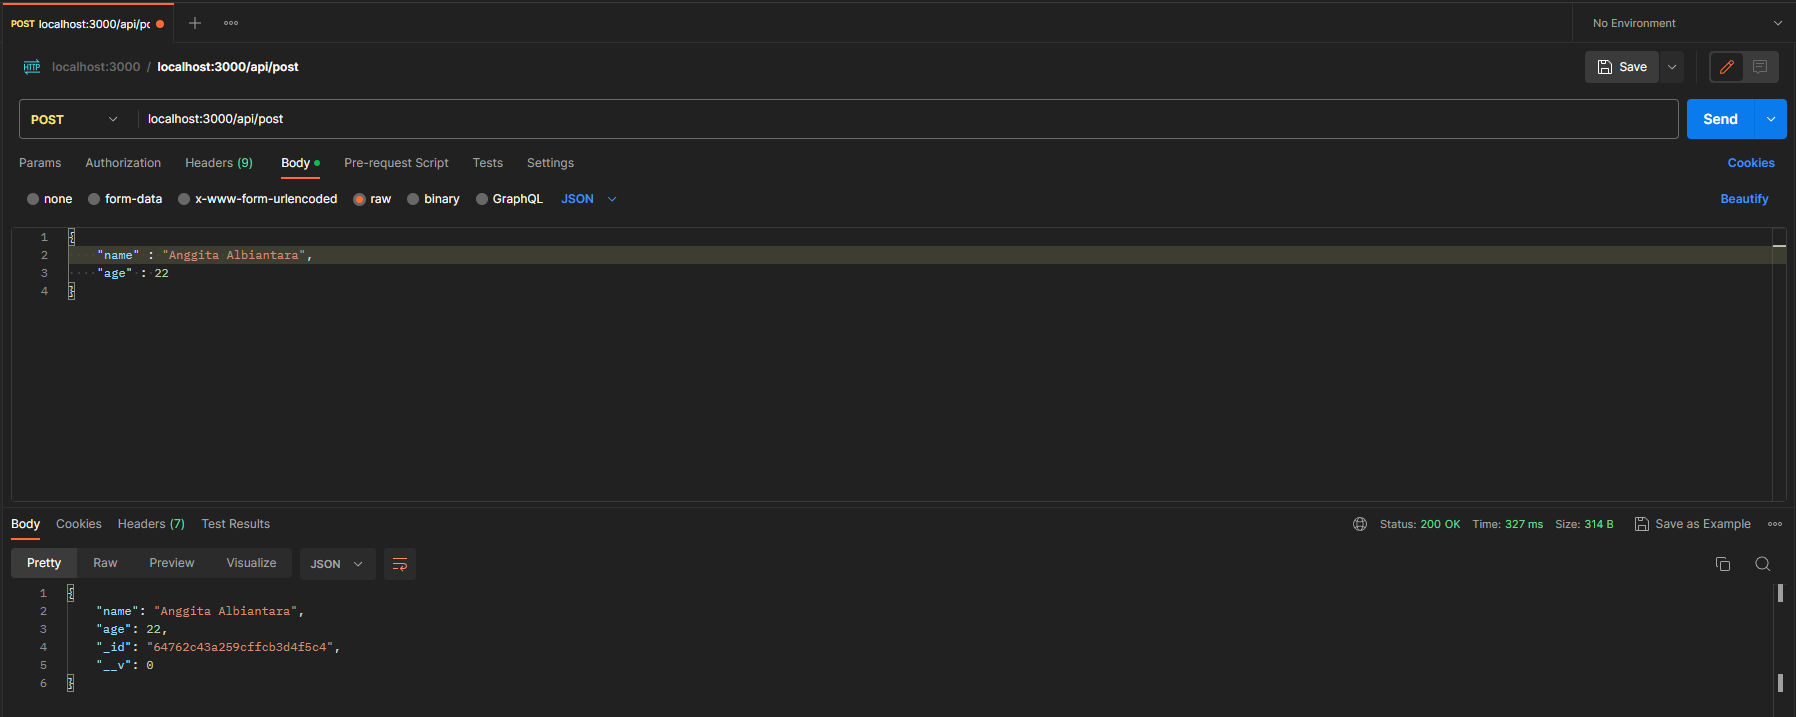 POST localhost:3000/api/pc
No Environment
HTTP localhost:3000 / localhost:3000/api/post
Save
POST localhost:3000/api/post
Send
Params Authorization Headers (9) Body Pre-request Script Tests Settings Cookies
none form-data x-www-form-urlencoded raw binary GraphQL JSON Beautify
1 {
2 "name" : "Anggita Albiantara",
3 "age" : 22
4 }
Body Cookies Headers (7) Test Results Status: 200 OK Time: 327 ms Size: 314 B Save as Example
Pretty Raw Preview Visualize JSON
1 {
2 "name": "Anggita Albiantara",
3 "age": 22,
4 "_id": "64762c43a259cffcb3d4f5c4",
5 "__v": 0
6 }